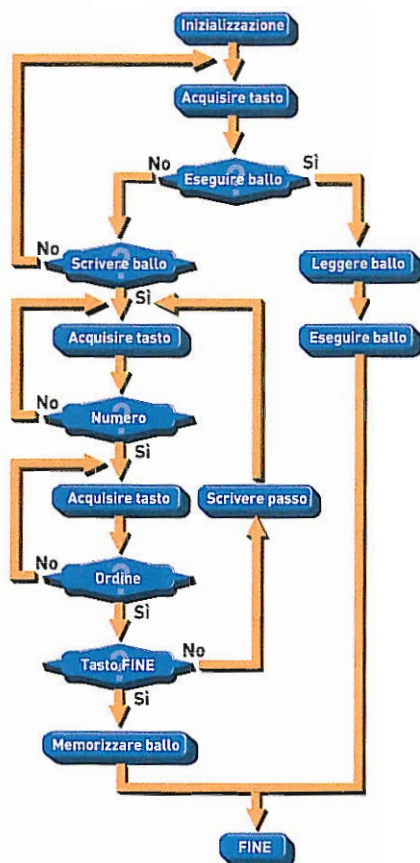 Inizializzazione
Acquisire tasto
No
Sì
Eseguire ballo
?
No
Scrivere ballo
?
Sì
Leggere ballo
Acquisire tasto
Eseguire ballo
No
Numero
?
Sì
Acquisire tasto
Scrivere passo
No
Ordine
?
Sì
No
Tasto FINE
?
Sì
Memorizzare ballo
FINE